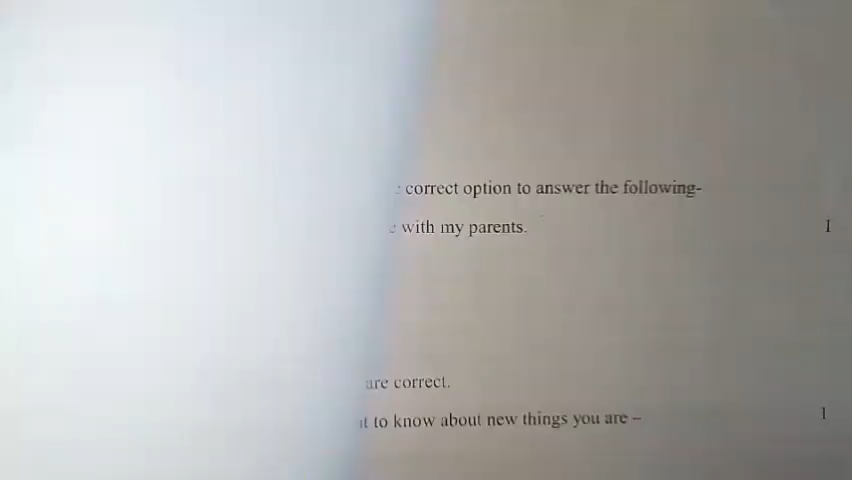 correct option to answer the following-
with my parents. 1
are correct.
to know about new things you are – 1